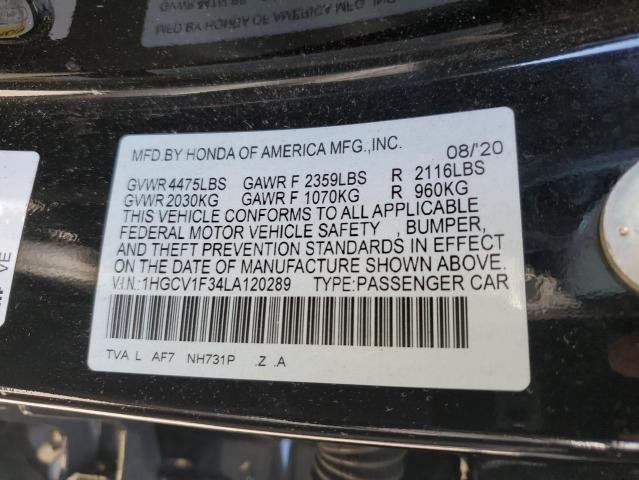 MFD.BY HONDA OF AMERICA MFG.,INC. 08/'20
GVWR 4475LBS GAWR F 2359LBS R 2116LBS
GVWR 2030KG GAWR F 1070KG R 960KG
THIS VEHICLE CONFORMS TO ALL APPLICABLE
FEDERAL MOTOR VEHICLE SAFETY , BUMPER,
AND THEFT PREVENTION STANDARDS IN EFFECT
ON THE DATE OF MANUFACTURE SHOWN ABOVE.
V.I.N.:1HGCV1F34LA120289 TYPE:PASSENGER CAR
TVA L AF7 NH731P .Z .A
VE